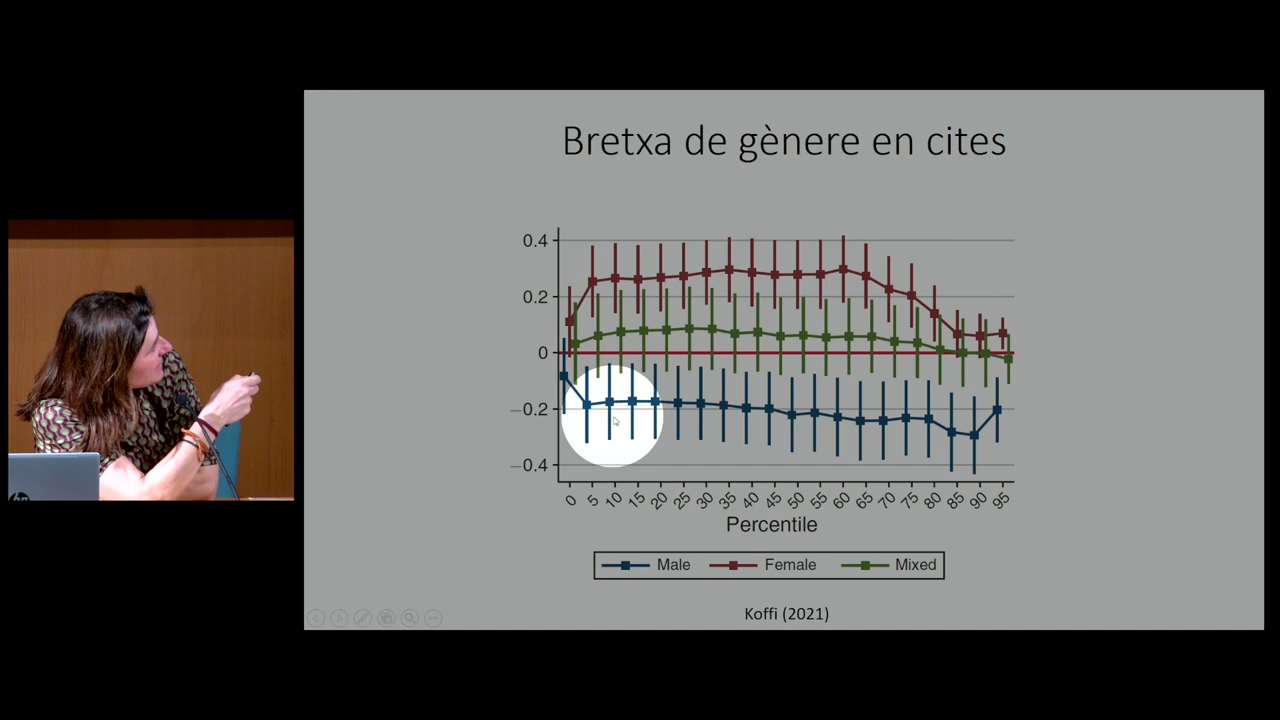 Bretxa de gènere en cites
0.4
0.2
0
−0.2
−0.4
0 5 10 15 20 25 30 35 40 45 50 55 60 65 70 75 80 85 90 95
Percentile
Male Female Mixed
Koffi (2021)
hp